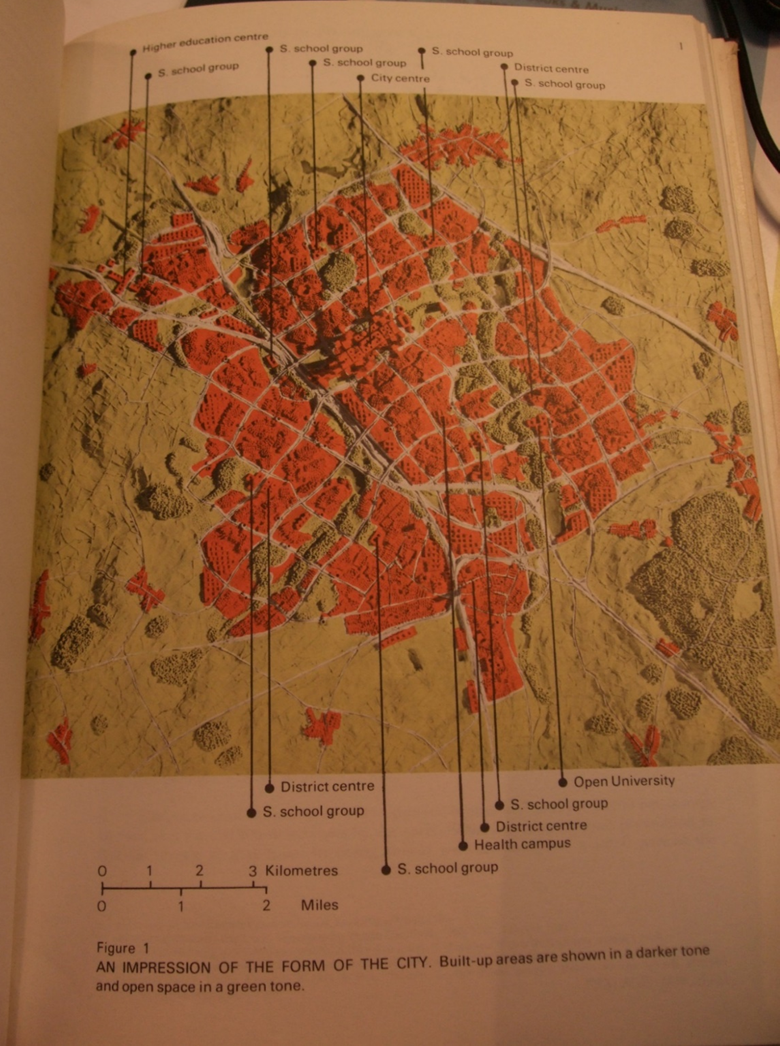 1
Higher education centre
S. school group
S. school group
S. school group
City centre
S. school group
District centre
S. school group
District centre
S. school group
S. school group
Open University
S. school group
District centre
Health campus
0 1 2 3 Kilometres
0 1 2 Miles
Figure 1
AN IMPRESSION OF THE FORM OF THE CITY. Built-up areas are shown in a darker tone
and open space in a green tone.